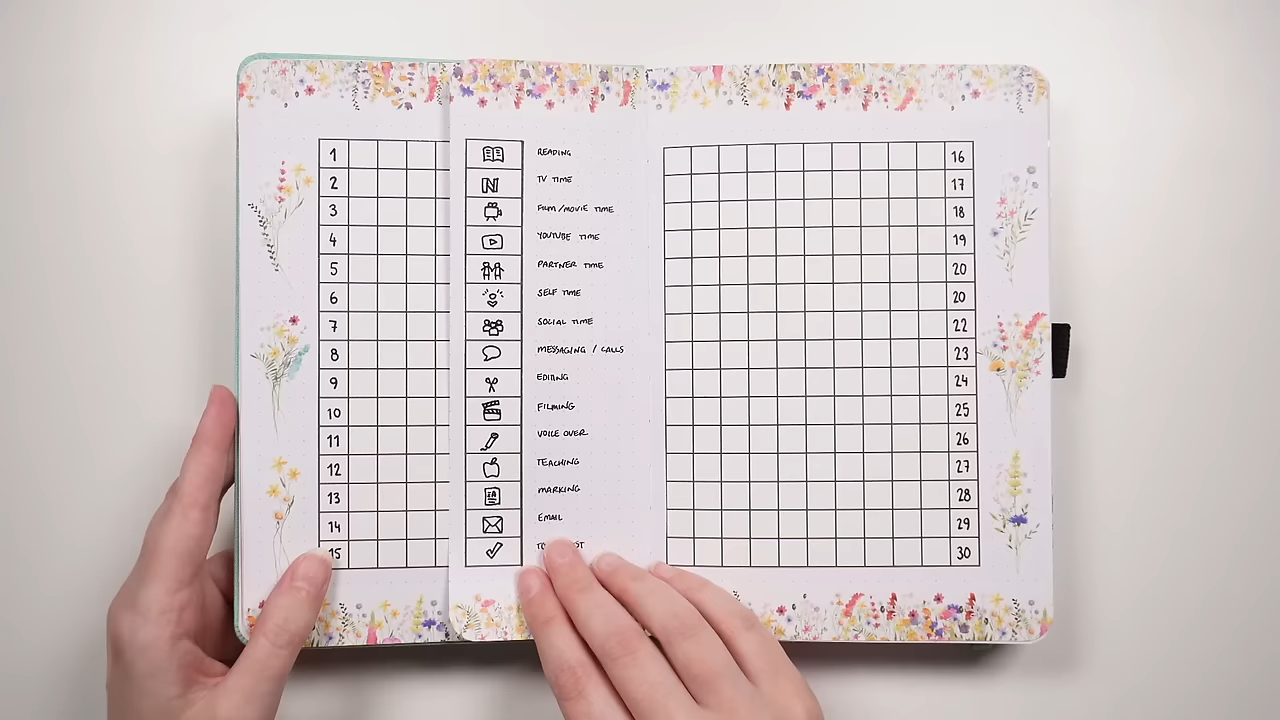 1
2
3
4
5
6
7
8
9
10
11
12
13
14
15
READING
N TV TIME
FILM/MOVIE TIME
YOUTUBE TIME
PARTNER TIME
SELF TIME
SOCIAL TIME
MESSAGING / CALLS
EDITING
FILMING
VOICE OVER
TEACHING
MARKING
EMAIL
16
17
18
19
20
20
22
23
24
25
26
27
28
29
30